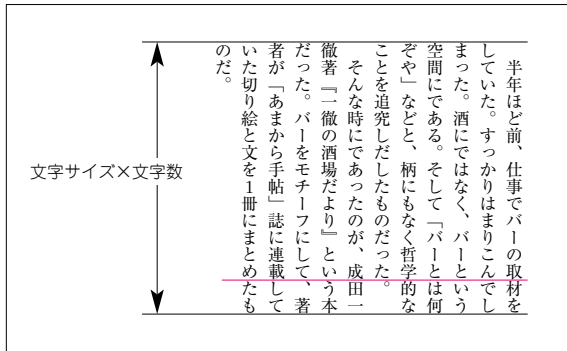 文字サイズ×文字数
　半年ほど前、仕事でバーの取材を
していた。すっかりはまりこんでし
まった。酒にではなく、バーという
空間にである。そして「バーとは何
ぞや」などと、柄にもなく哲学的な
ことを追究しだしたものだった。
　そんな時にであったのが、成田一
徹著『一徹の酒場だより』という本
だった。バーをモチーフにして、著
者が「あまから手帖」誌に連載して
いた切り絵と文を1冊にまとめたも
のだ。